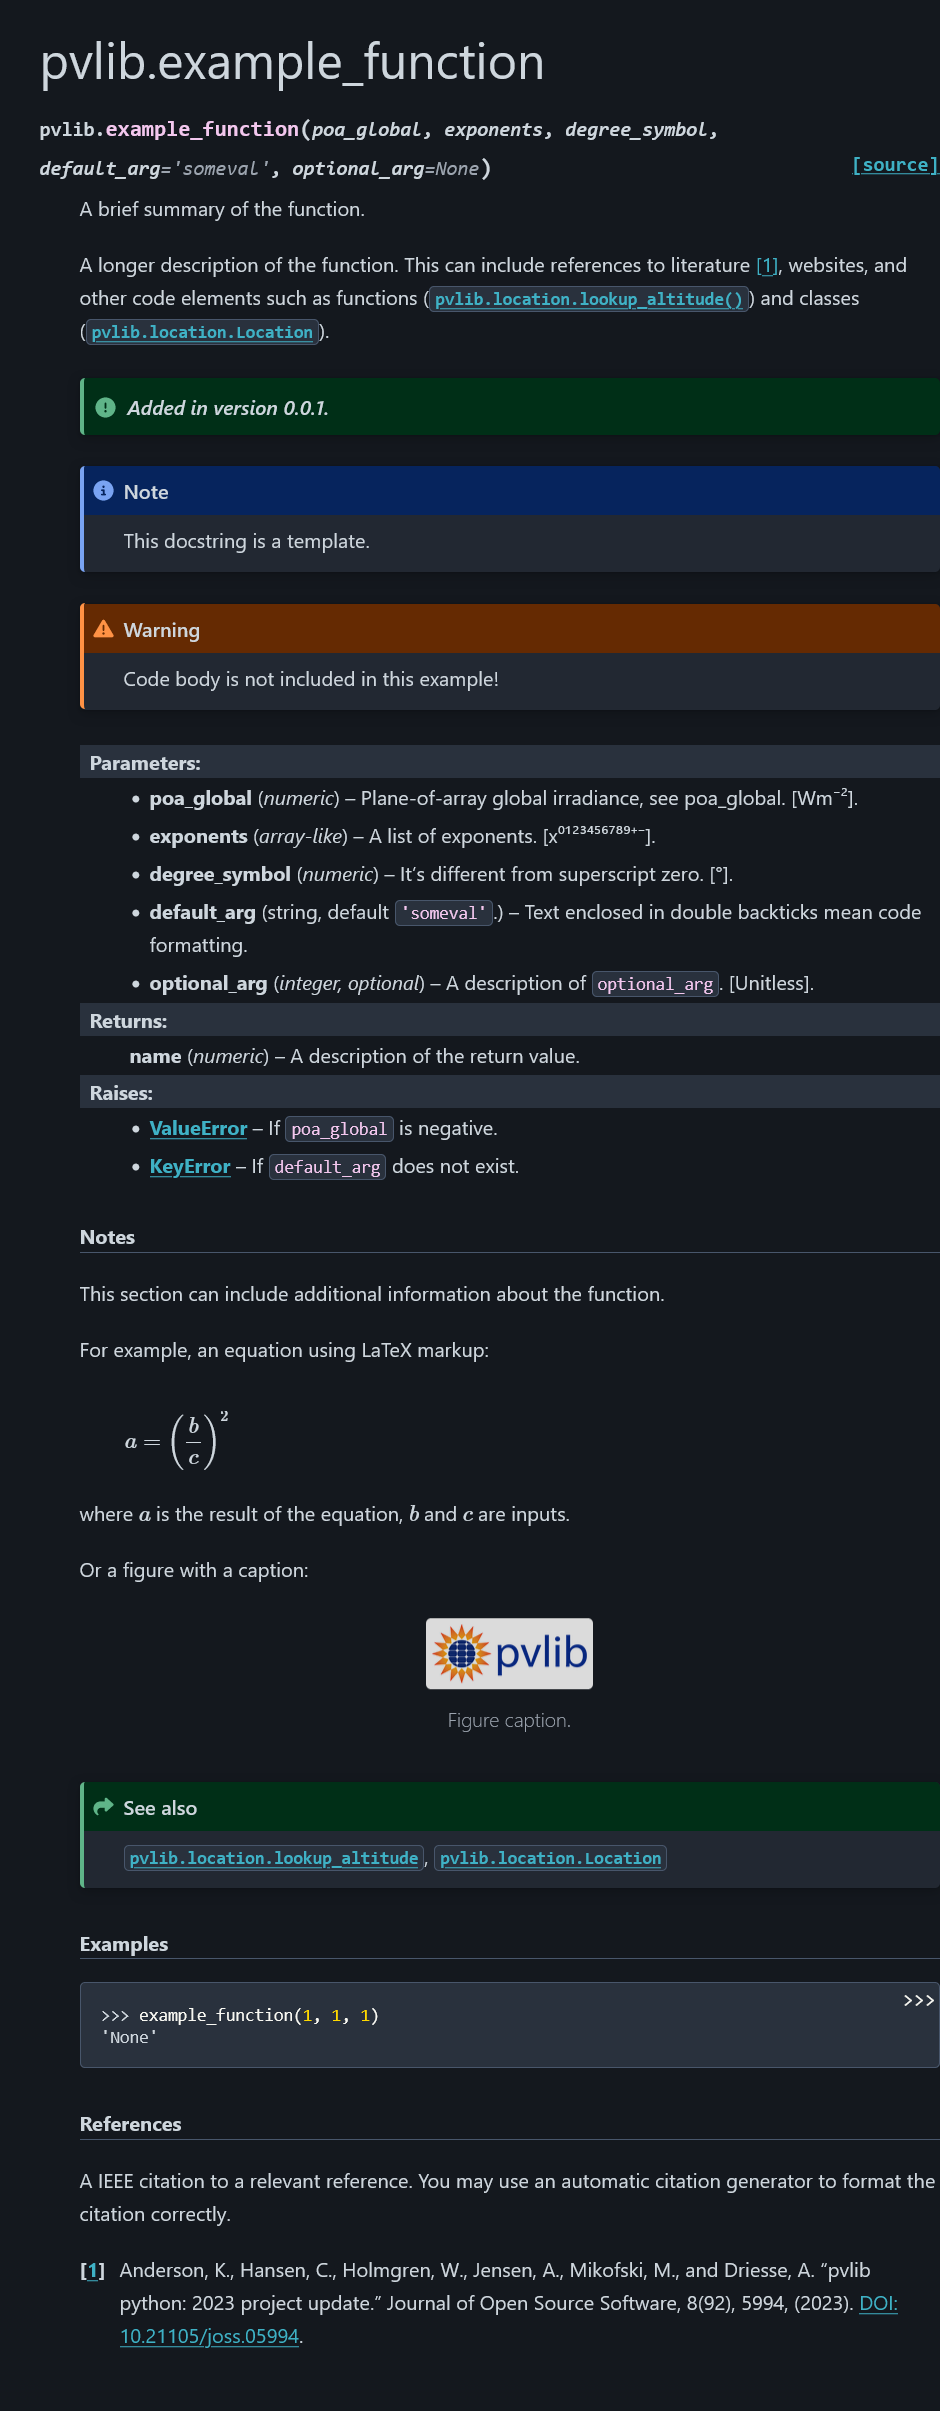 pvlib.example_function
pvlib.example_function(poa_global, exponents, degree_symbol,
default_arg='someval', optional_arg=None)
[source]
A brief summary of the function.
A longer description of the function. This can include references to literature [1], websites, and
other code elements such as functions (pvlib.location.lookup_altitude()) and classes
(pvlib.location.Location).
Added in version 0.0.1.
Note
This docstring is a template.
Warning
Code body is not included in this example!
Parameters:
• poa_global (numeric) – Plane-of-array global irradiance, see poa_global. [Wm⁻²].
• exponents (array-like) – A list of exponents. [x⁰¹²³⁴⁵⁶⁷⁸⁹⁺⁻].
• degree_symbol (numeric) – It’s different from superscript zero. [°].
• default_arg (string, default 'someval'.) – Text enclosed in double backticks mean code
formatting.
• optional_arg (integer, optional) – A description of optional_arg. [Unitless].
Returns:
name (numeric) – A description of the return value.
Raises:
• ValueError – If poa_global is negative.
• KeyError – If default_arg does not exist.
Notes
This section can include additional information about the function.
For example, an equation using LaTeX markup:
a = (b/c)²
where a is the result of the equation, b and c are inputs.
Or a figure with a caption:
pvlib
Figure caption.
See also
pvlib.location.lookup_altitude, pvlib.location.Location
Examples
>>>
>>> example_function(1, 1, 1)
'None'
References
A IEEE citation to a relevant reference. You may use an automatic citation generator to format the
citation correctly.
[1] Anderson, K., Hansen, C., Holmgren, W., Jensen, A., Mikofski, M., and Driesse, A. “pvlib
python: 2023 project update.” Journal of Open Source Software, 8(92), 5994, (2023). DOI:
10.21105/joss.05994.